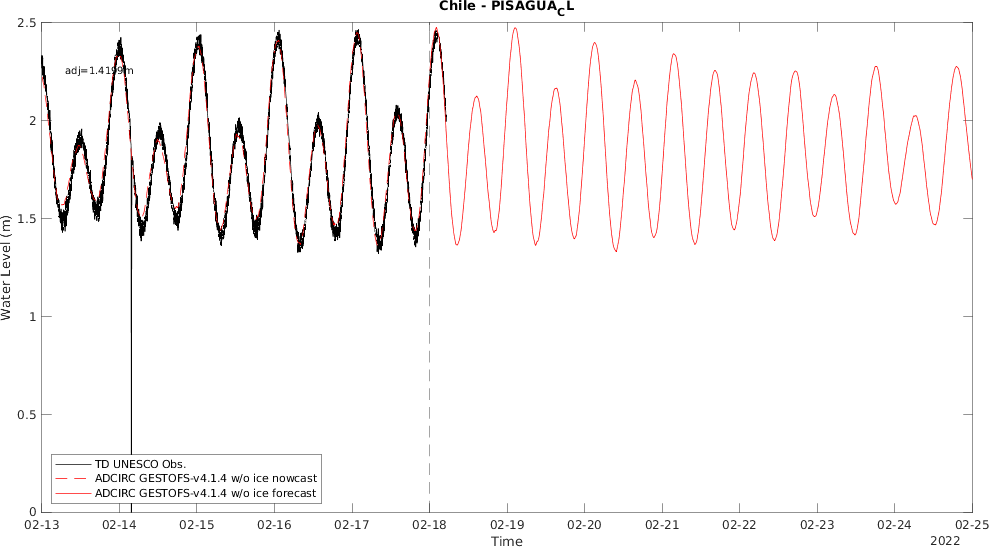 Chile - PISAGUA_CL
2.5
2
1.5
1
0.5
0
Water Level (m)
adj=1.4199m
TD UNESCO Obs.
ADCIRC GESTOFS-v4.1.4 w/o ice nowcast
ADCIRC GESTOFS-v4.1.4 w/o ice forecast
02-13 02-14 02-15 02-16 02-17 02-18 02-19 02-20 02-21 02-22 02-23 02-24 02-25
Time
2022